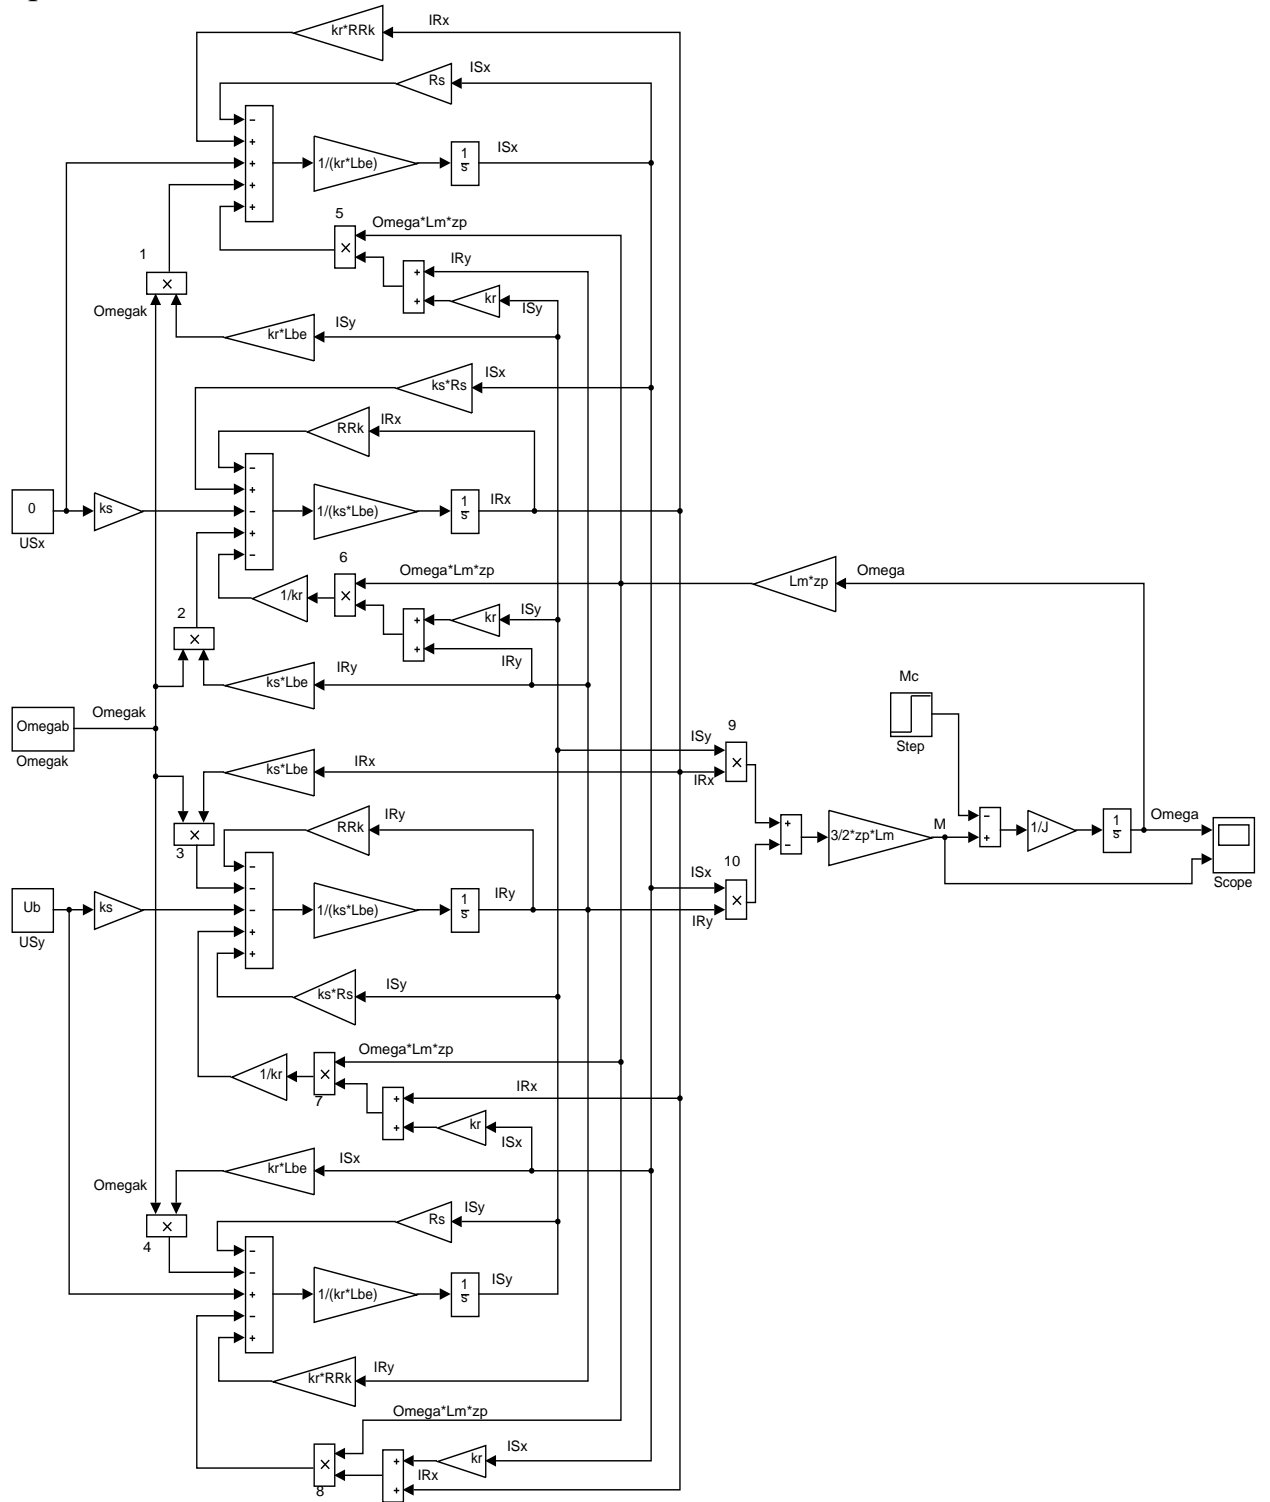 kr*RRk
IRx
Rs
ISx
−
+
+
+
+
1/(kr*Lbe)
1
s
ISx
5
Omega*Lm*zp
×
1
×
+
+
IRy
kr
ISy
Omegak
kr*Lbe
ISy
ks*Rs
ISx
RRk
IRx
−
+
−
+
−
0
USx
ks
1/(ks*Lbe)
1
s
IRx
6
Omega*Lm*zp
1/kr
×
Lm*zp
Omega
2
×
+
+
kr
ISy
IRy
ks*Lbe
IRy
Mc
Step
Omegab
Omegak
Omegak
9
ISy
×
IRx
ks*Lbe
IRx
×
3
RRk
IRy
+
−
3/2*zp*Lm
M
−
+
1/J
1
s
Omega
Scope
10
ISx
×
IRy
Ub
USy
ks
−
−
−
+
+
1/(ks*Lbe)
1
s
IRy
ks*Rs
ISy
Omega*Lm*zp
1/kr
×
7
+
+
IRx
kr
ISx
kr*Lbe
ISx
Omegak
×
4
Rs
ISy
−
−
+
−
+
1/(kr*Lbe)
1
s
ISy
kr*RRk
IRy
Omega*Lm*zp
×
8
+
+
kr
ISx
IRx